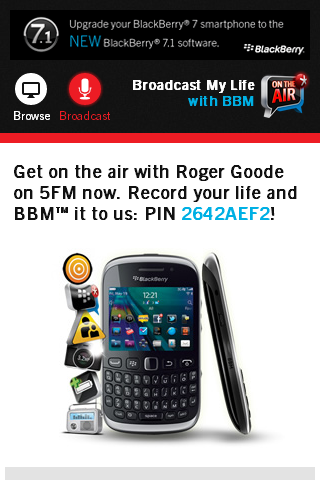 7.1
Upgrade your BlackBerry® 7 smartphone to the
NEW BlackBerry® 7.1 software.
BlackBerry.
Browse
Broadcast
Broadcast My Life
with BBM
ON THE
AIR
Get on the air with Roger Goode
on 5FM now. Record your life and
BBM™ it to us: PIN 2642AEF2!
BlackBerry
12:21